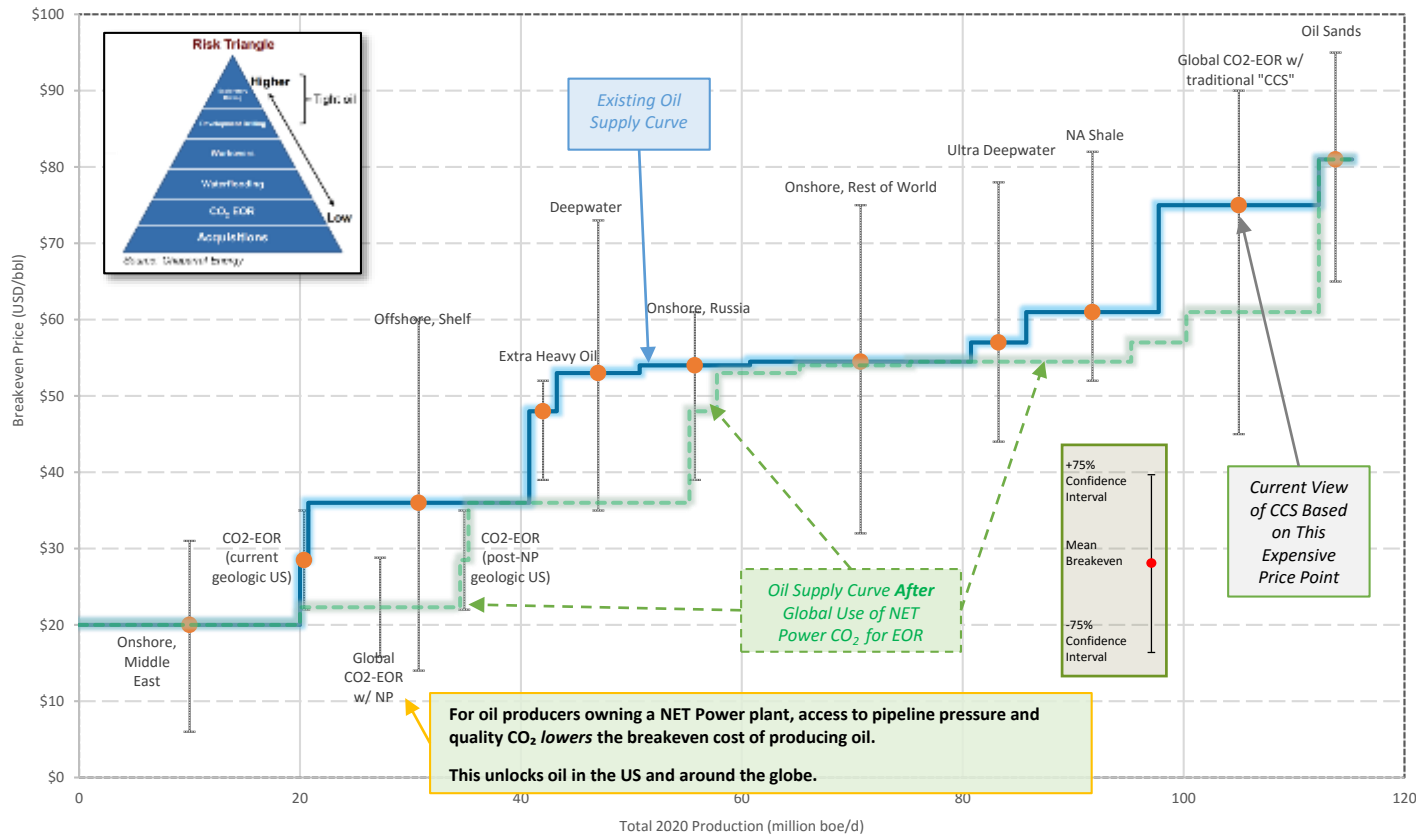 $100
$90
$80
$70
$60
$50
$40
$30
$20
$10
$0
Breakeven Price (USD/bbl)
0
20
40
60
80
100
120
Total 2020 Production (million boe/d)
Risk Triangle
Higher
Tight oil
Development Drilling
Workovers
Waterflooding
CO₂ EOR
Low
Acquisitions
Source: Chaparral Energy
Existing Oil
Supply Curve
Oil Sands
Global CO2-EOR w/
traditional "CCS"
NA Shale
Ultra Deepwater
Onshore, Rest of World
Deepwater
Onshore, Russia
Offshore, Shelf
Extra Heavy Oil
CO2-EOR
(current
geologic US)
CO2-EOR
(post-NP
geologic US)
Onshore,
Middle
East
Global
CO2-EOR
w/ NP
Oil Supply Curve After
Global Use of NET
Power CO₂ for EOR
+75%
Confidence
Interval
Mean
Breakeven
-75%
Confidence
Interval
Current View
of CCS Based
on This
Expensive
Price Point
For oil producers owning a NET Power plant, access to pipeline pressure and
quality CO₂ lowers the breakeven cost of producing oil.
This unlocks oil in the US and around the globe.